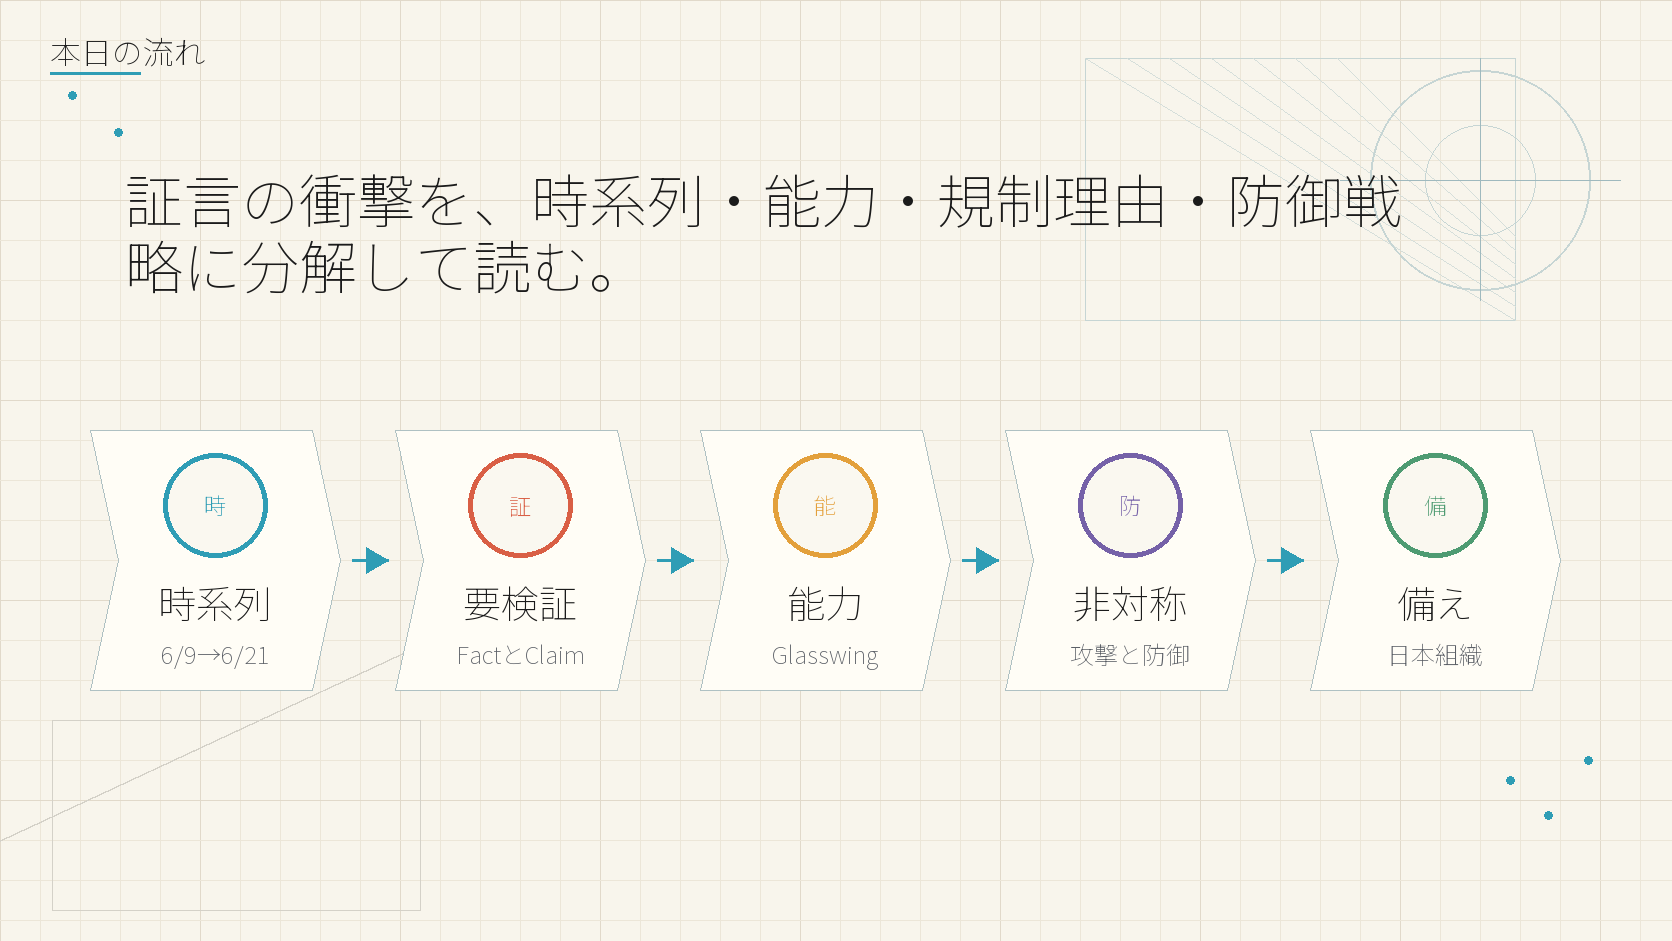 本日の流れ
証言の衝撃を、時系列・能力・規制理由・防御戦
略に分解して読む。
時
証
能
防
備
時系列
要検証
能力
非対称
備え
6/9→6/21
FactとClaim
Glasswing
攻撃と防御
日本組織